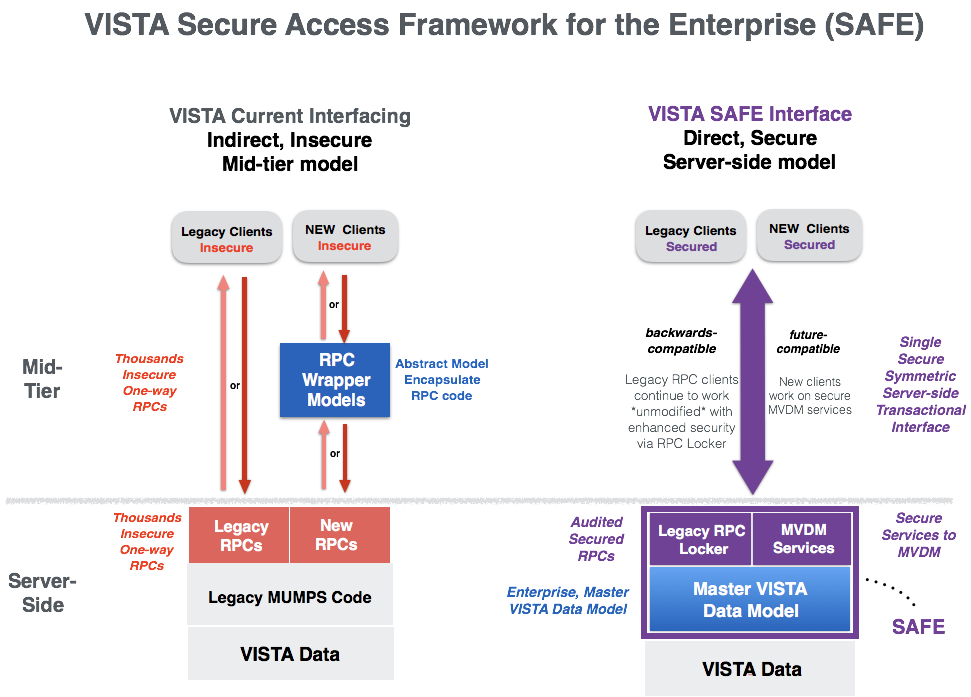 VISTA Secure Access Framework for the Enterprise (SAFE)
VISTA Current Interfacing
Indirect, Insecure
Mid-tier model
VISTA SAFE Interface
Direct, Secure
Server-side model
Legacy Clients
Insecure
NEW Clients
Insecure
Legacy Clients
Secured
NEW Clients
Secured
Mid-
Tier
Thousands
Insecure
One-way
RPCs
or
or
RPC
Wrapper
Models
or
Abstract Model
Encapsulate
RPC code
backwards-
compatible
Legacy RPC clients
continue to work
*unmodified* with
enhanced security
via RPC Locker
future-
compatible
New clients
work on secure
MVDM services
Single
Secure
Symmetric
Server-side
Transactional
Interface
Server-
Side
Thousands
Insecure
One-way
RPCs
Legacy
RPCs
New
RPCs
Legacy MUMPS Code
VISTA Data
Audited
Secured
RPCs
Enterprise, Master
VISTA Data Model
Legacy RPC
Locker
MVDM
Services
Master VISTA
Data Model
VISTA Data
Secure
Services to
MVDM
SAFE